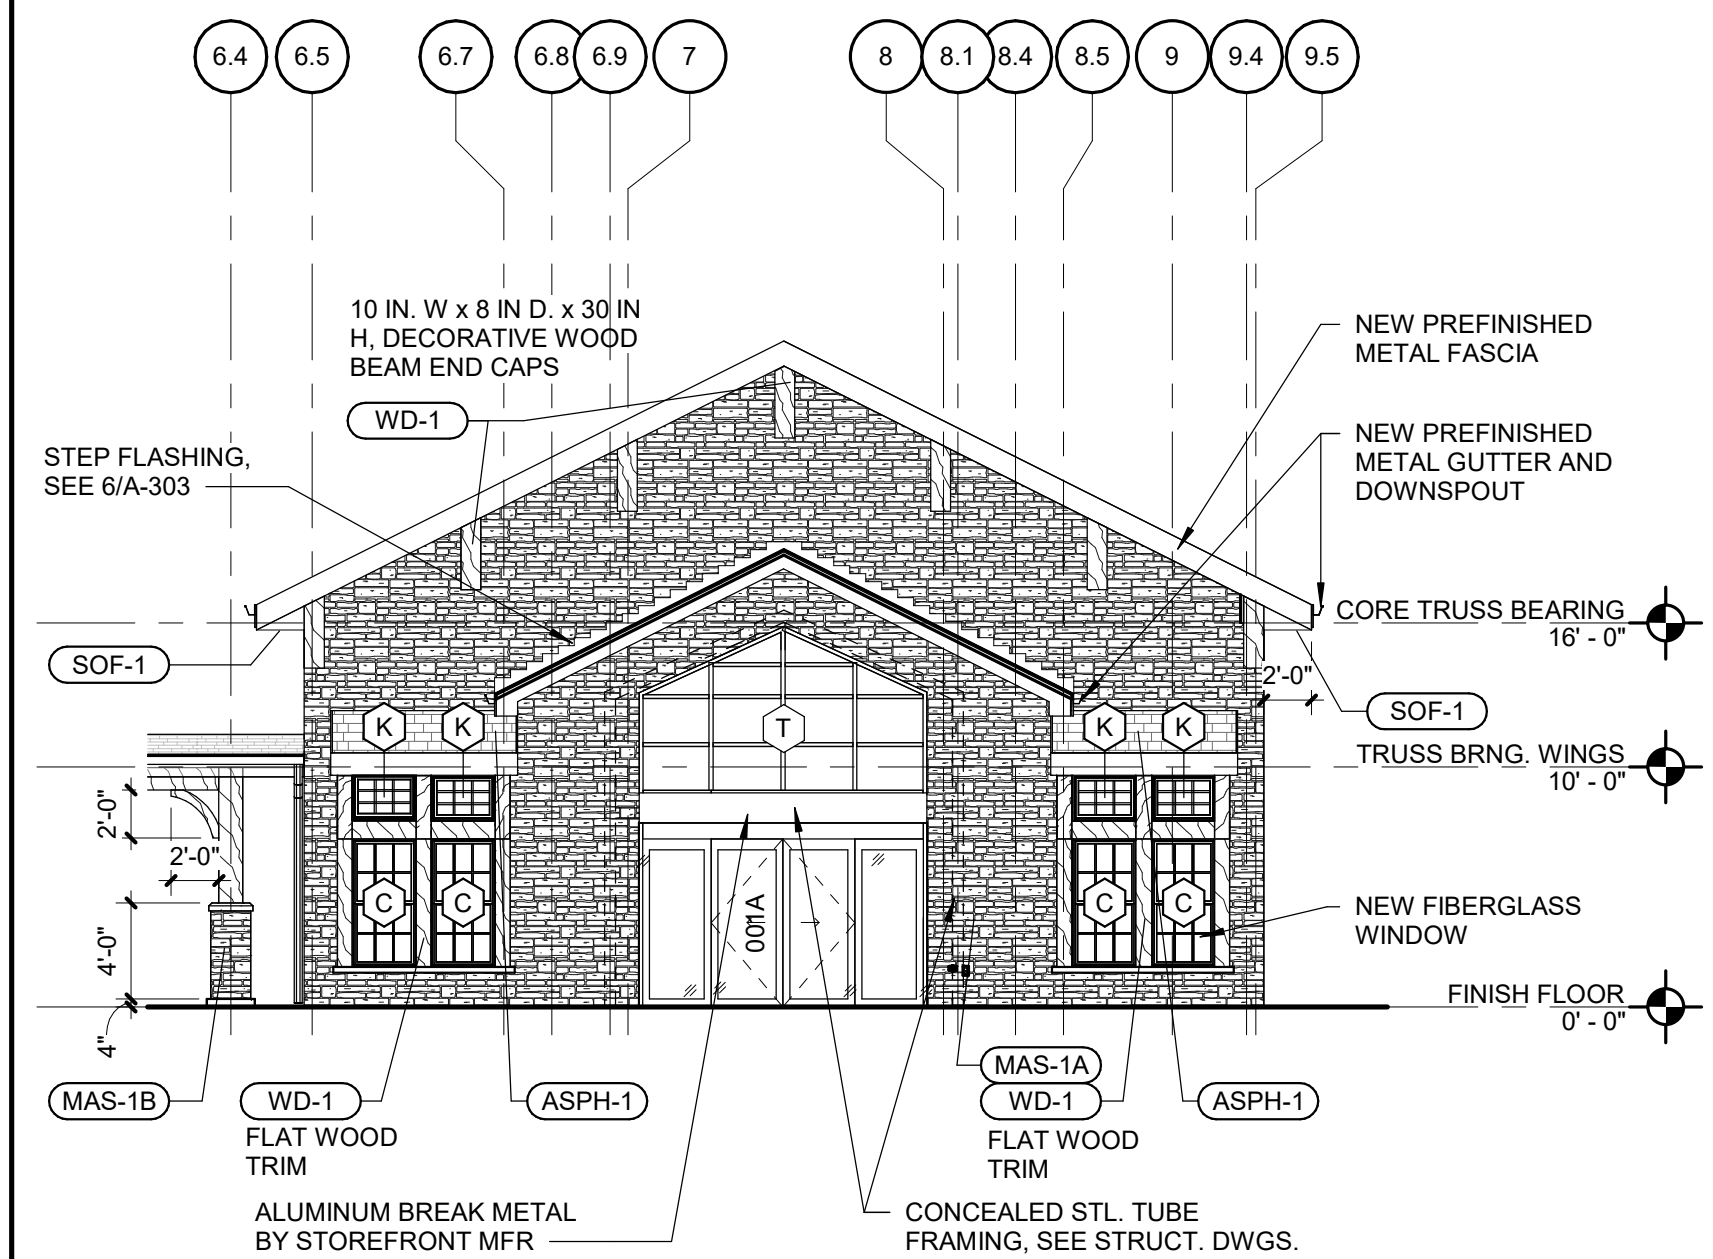 6.4 6.5 6.7 6.8 6.9 7 8 8.1 8.4 8.5 9 9.4 9.5
10 IN. W x 8 IN D. x 30 IN
H, DECORATIVE WOOD
BEAM END CAPS
WD-1
STEP FLASHING,
SEE 6/A-303
SOF-1
NEW PREFINISHED
METAL FASCIA
NEW PREFINISHED
METAL GUTTER AND
DOWNSPOUT
CORE TRUSS BEARING
16' - 0"
2'-0"
SOF-1
K K T K K
TRUSS BRNG. WINGS
10' - 0"
2'-0"
2'-0"
C C C C
001A
4'-0"
4"
NEW FIBERGLASS
WINDOW
FINISH FLOOR
0' - 0"
MAS-1B
WD-1
FLAT WOOD
TRIM
ASPH-1
MAS-1A
WD-1
FLAT WOOD
TRIM
ASPH-1
ALUMINUM BREAK METAL
BY STOREFRONT MFR
CONCEALED STL. TUBE
FRAMING, SEE STRUCT. DWGS.